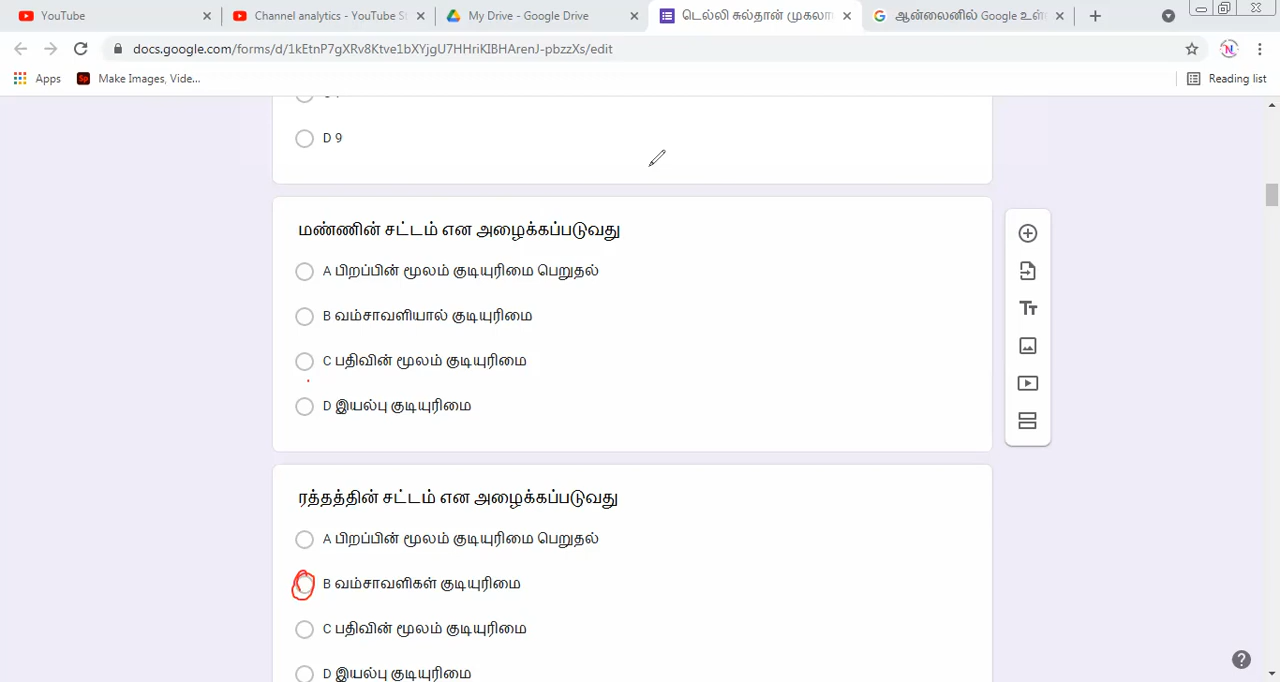 YouTube
Channel analytics - YouTube St
My Drive - Google Drive
டெல்லி சுல்தான் முகலா
ஆன்லைனில் Google உள்
docs.google.com/forms/d/1kEtnP7gXRv8Ktve1bXYjgU7HHriKIBHArenJ-pbzzXs/edit
Apps
Make Images, Vide...
Reading list
D 9
மண்ணின் சட்டம் என அழைக்கப்படுவது
A பிறப்பின் மூலம் குடியுரிமை பெறுதல்
B வம்சாவளியால் குடியுரிமை
C பதிவின் மூலம் குடியுரிமை
D இயல்பு குடியுரிமை
ரத்தத்தின் சட்டம் என அழைக்கப்படுவது
A பிறப்பின் மூலம் குடியுரிமை பெறுதல்
B வம்சாவளிகள் குடியுரிமை
C பதிவின் மூலம் குடியுரிமை
D இயல்பு குடியுரிமை